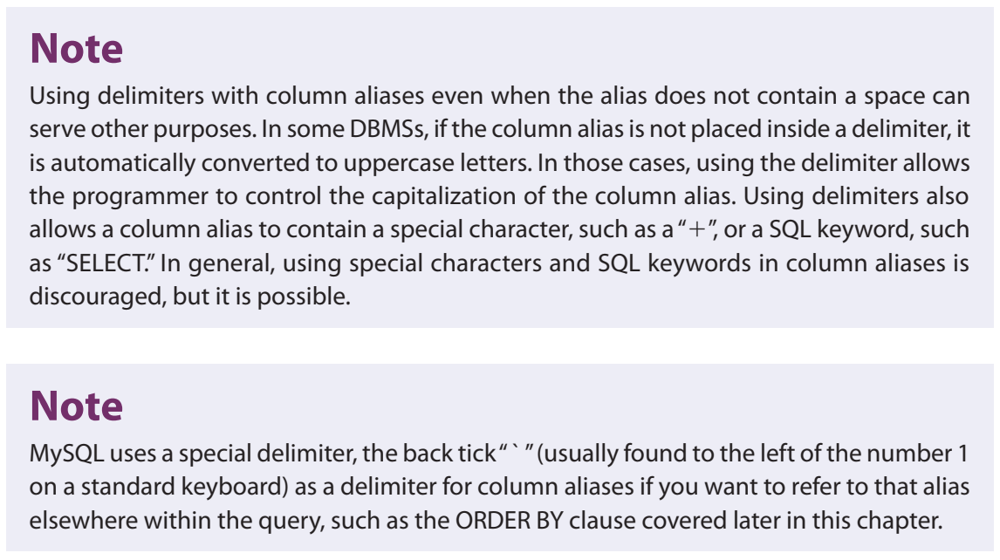 Note
Using delimiters with column aliases even when the alias does not contain a space can
serve other purposes. In some DBMSs, if the column alias is not placed inside a delimiter, it
is automatically converted to uppercase letters. In those cases, using the delimiter allows
the programmer to control the capitalization of the column alias. Using delimiters also
allows a column alias to contain a special character, such as a “+”, or a SQL keyword, such
as “SELECT.” In general, using special characters and SQL keywords in column aliases is
discouraged, but it is possible.
Note
MySQL uses a special delimiter, the back tick “ ` ” (usually found to the left of the number 1
on a standard keyboard) as a delimiter for column aliases if you want to refer to that alias
elsewhere within the query, such as the ORDER BY clause covered later in this chapter.